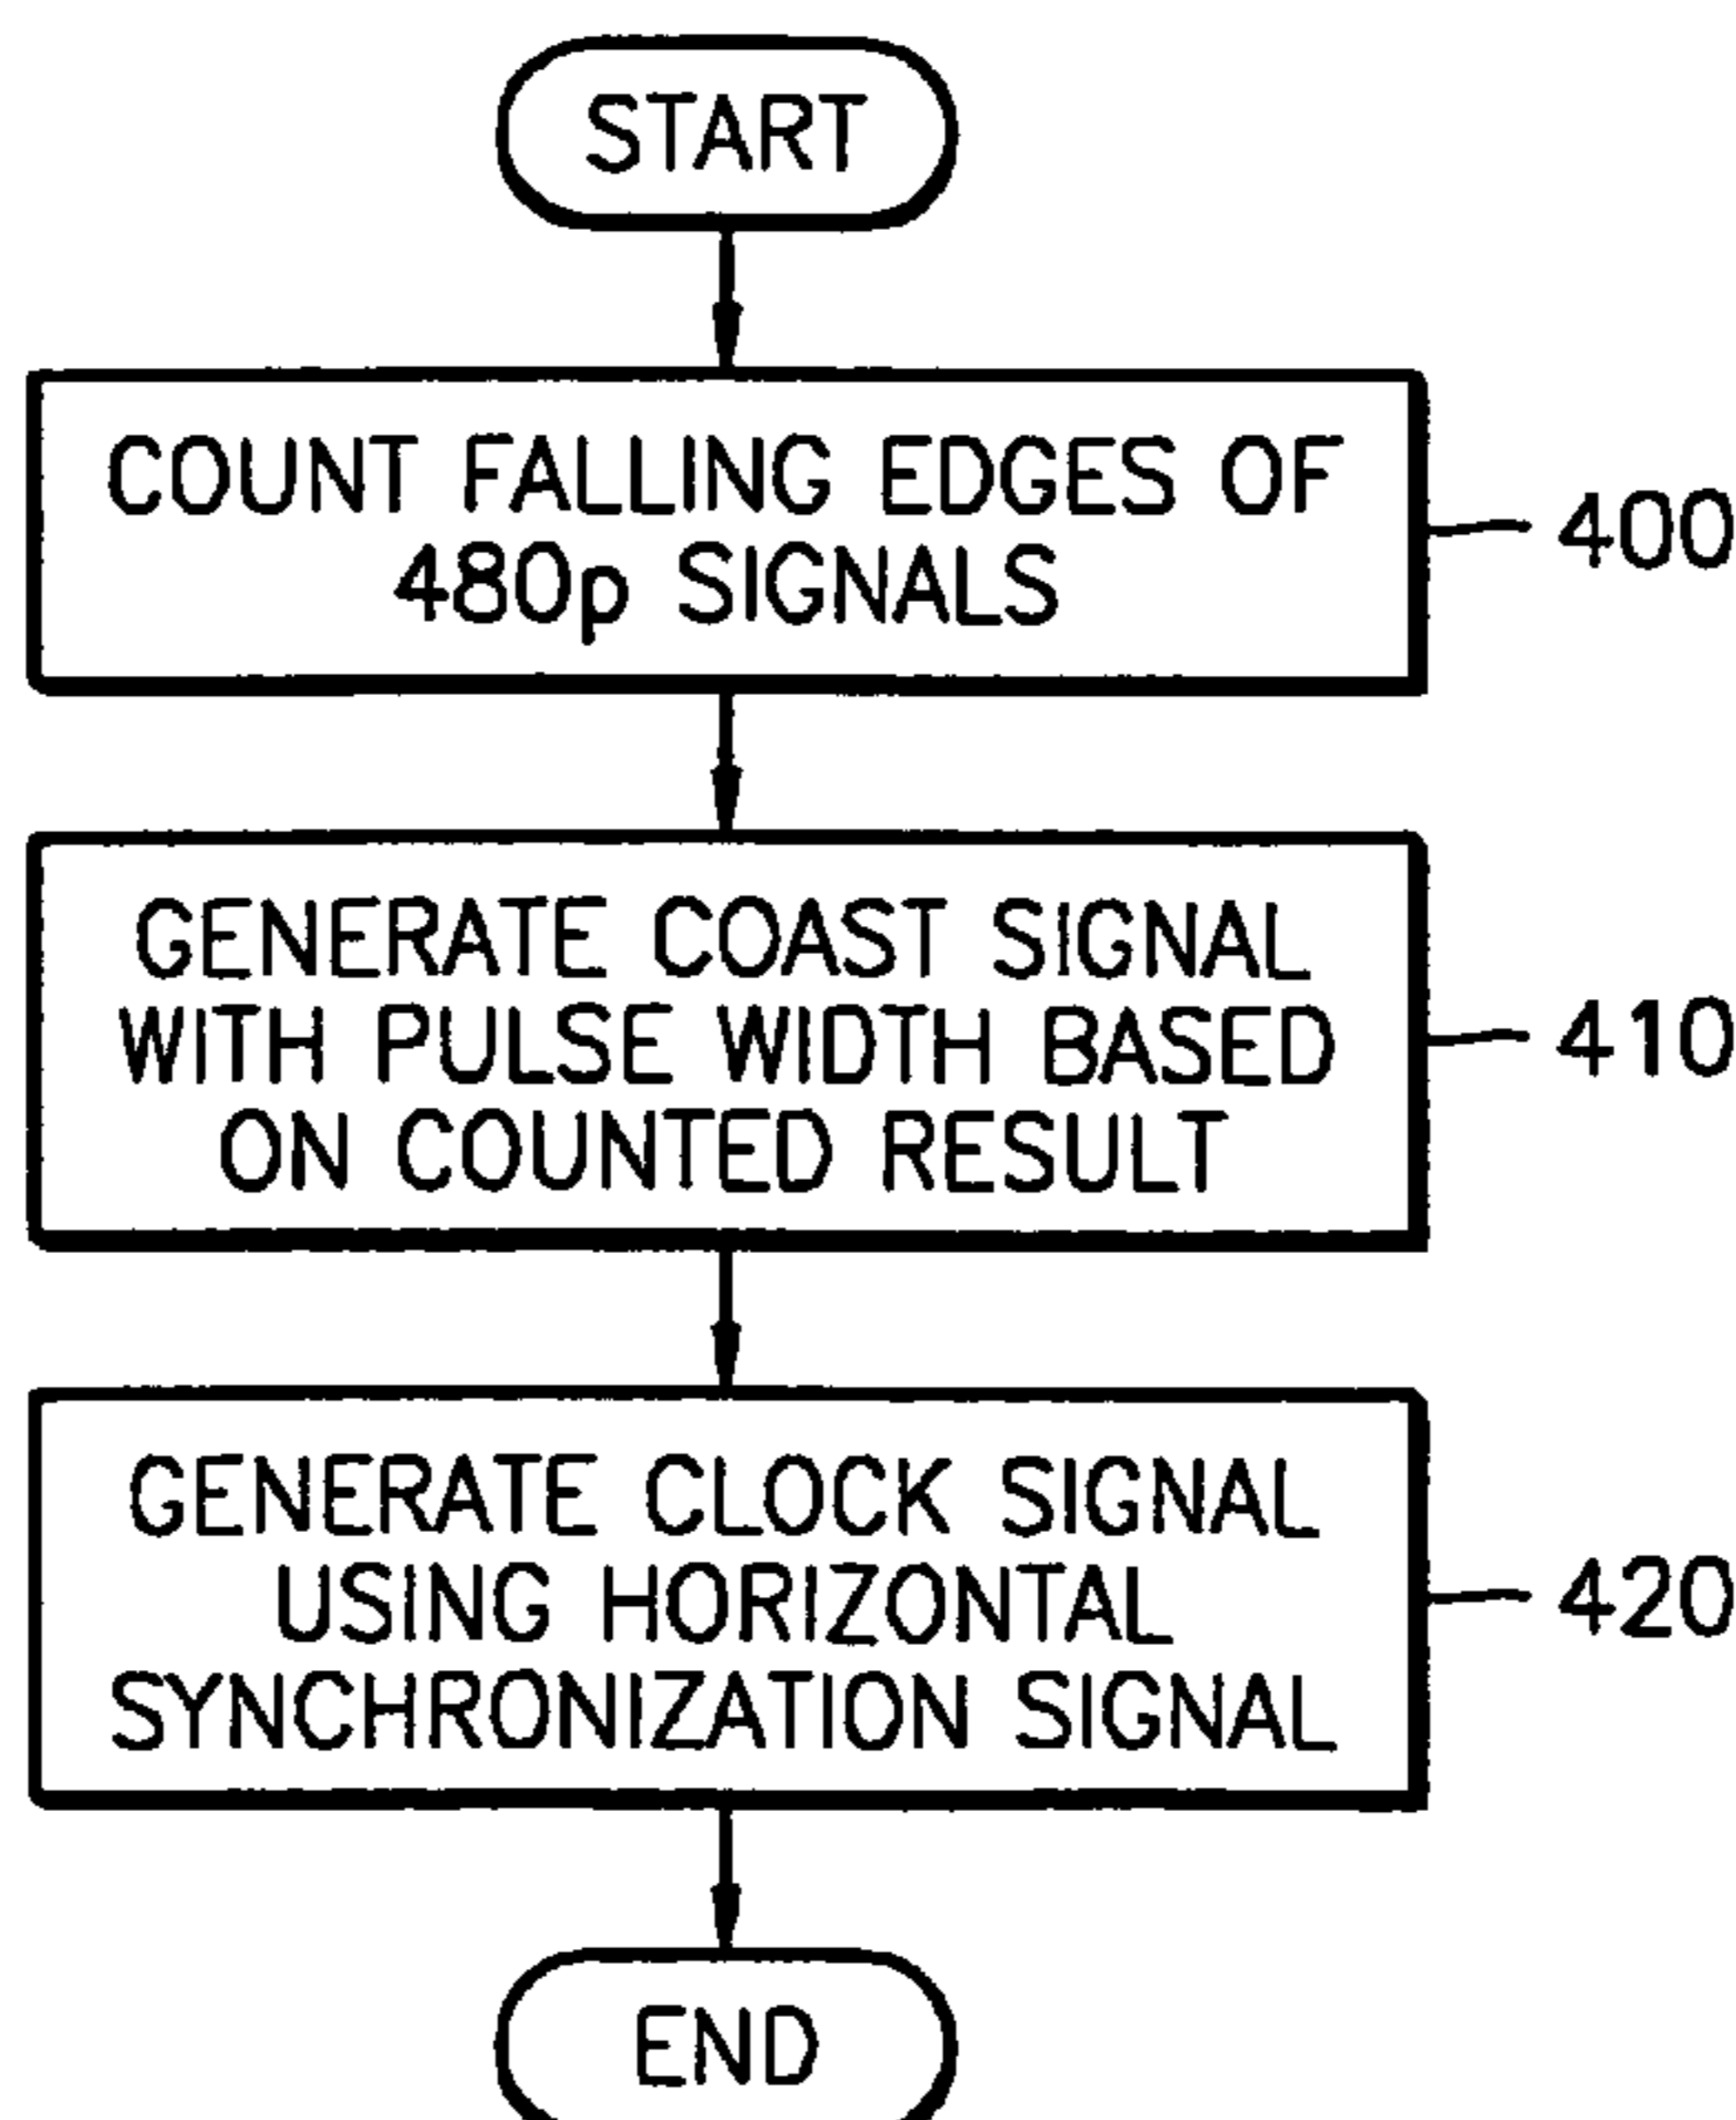 START
COUNT FALLING EDGES OF
480p SIGNALS
400
GENERATE COAST SIGNAL
WITH PULSE WIDTH BASED
ON COUNTED RESULT
410
GENERATE CLOCK SIGNAL
USING HORIZONTAL
SYNCHRONIZATION SIGNAL
420
END